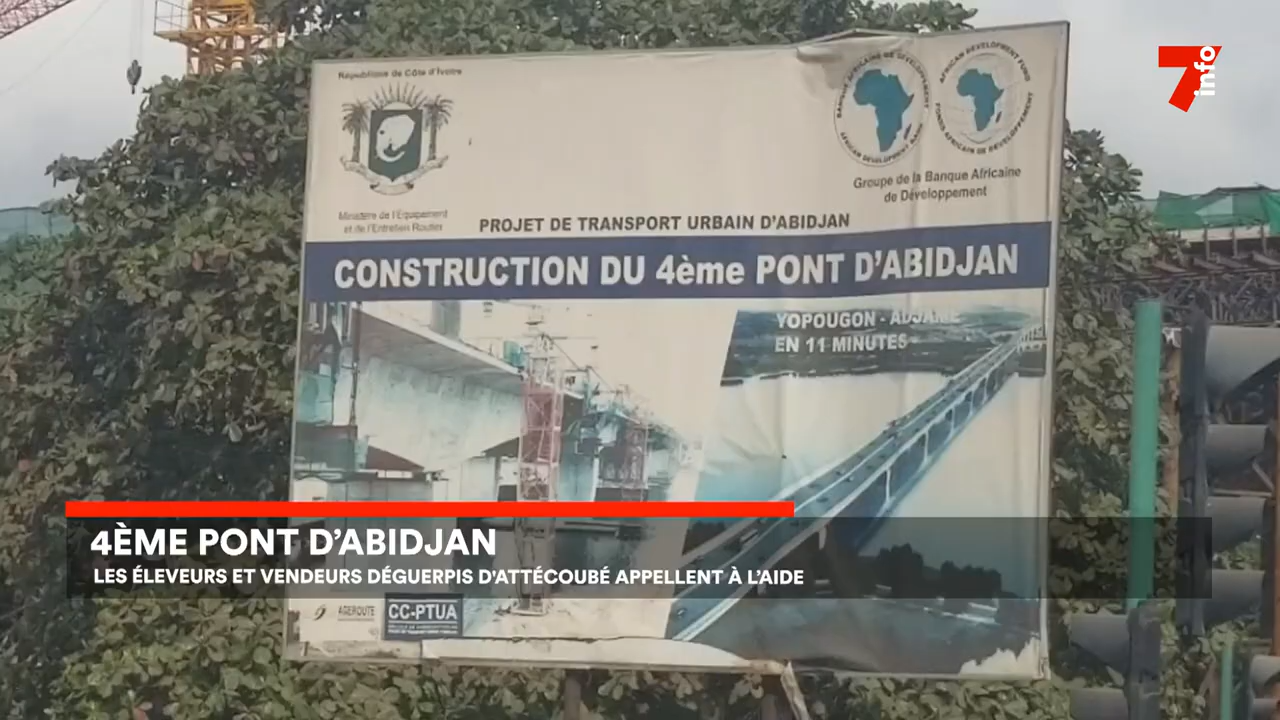 7info
République de Côte d'Ivoire
BANQUE AFRICAINE DE DÉVELOPPEMENT
AFRICAN DEVELOPMENT BANK
AFRICAN DEVELOPMENT FUND
FONDS AFRICAIN DE DÉVELOPPEMENT
Groupe de la Banque Africaine
de Développement
Ministère de l'Equipement
et de l'Entretien Routier
PROJET DE TRANSPORT URBAIN D'ABIDJAN
CONSTRUCTION DU 4ème PONT D'ABIDJAN
YOPOUGON - ADJAME
EN 11 MINUTES
4ÈME PONT D'ABIDJAN
LES ÉLEVEURS ET VENDEURS DÉGUERPIS D'ATTÉCOUBÉ APPELLENT À L'AIDE
AGEROUTE
CC-PTUA